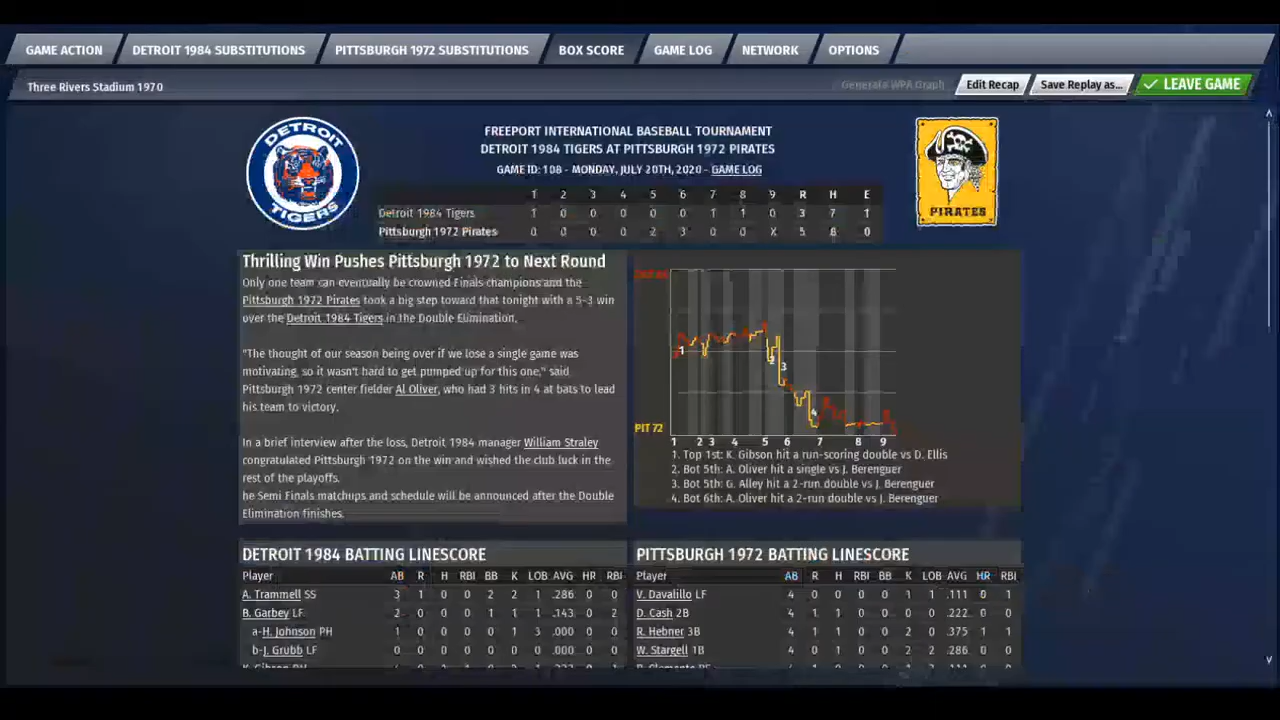 GAME ACTION DETROIT 1984 SUBSTITUTIONS PITTSBURGH 1972 SUBSTITUTIONS BOX SCORE GAME LOG NETWORK OPTIONS
Three Rivers Stadium 1970 Generate WPA Graph Edit Recap Save Replay as... LEAVE GAME
DETROIT TIGERS
PIRATES
FREEPORT INTERNATIONAL BASEBALL TOURNAMENT
DETROIT 1984 TIGERS AT PITTSBURGH 1972 PIRATES
GAME ID: 108 - MONDAY, JULY 20TH, 2020 - GAME LOG
1 2 3 4 5 6 7 8 9 R H E
Detroit 1984 Tigers 1 0 0 0 0 0 1 1 0 3 7 1
Pittsburgh 1972 Pirates 0 0 0 0 2 3 0 0 X 5 8 0
Thrilling Win Pushes Pittsburgh 1972 to Next Round
Only one team can eventually be crowned Finals champions and the
Pittsburgh 1972 Pirates took a big step toward that tonight with a 5-3 win
over the Detroit 1984 Tigers in the Double Elimination.
"The thought of our season being over if we lose a single game was
motivating, so it wasn't hard to get pumped up for this one," said
Pittsburgh 1972 center fielder Al Oliver, who had 3 hits in 4 at bats to lead
his team to victory.
In a brief interview after the loss, Detroit 1984 manager William Straley
congratulated Pittsburgh 1972 on the win and wished the club luck in the
rest of the playoffs.
he Semi Finals matchups and schedule will be announced after the Double
Elimination finishes.
1
2
3
4
PIT 72
1 2 3 4 5 6 7 8 9
1. Top 1st: K. Gibson hit a run-scoring double vs D. Ellis
2. Bot 5th: A. Oliver hit a single vs J. Berenguer
3. Bot 5th: G. Alley hit a 2-run double vs J. Berenguer
4. Bot 6th: A. Oliver hit a 2-run double vs J. Berenguer
DETROIT 1984 BATTING LINESCORE
Player AB R H RBI BB K LOB AVG HR RBI
A. Trammell SS 3 1 0 0 2 2 1 .286 0 0
B. Garbey LF 2 0 0 0 1 1 1 .143 0 2
a-H. Johnson PH 1 0 0 0 0 1 3 .000 0 0
b-J. Grubb LF 0 0 0 0 0 0 0 .000 0 0
PITTSBURGH 1972 BATTING LINESCORE
Player AB R H RBI BB K LOB AVG HR RBI
V. Davalillo LF 4 0 0 0 0 1 1 .111 0 1
D. Cash 2B 4 1 1 0 0 0 0 .222 0 0
R. Hebner 3B 4 1 1 0 0 2 0 .375 1 1
W. Stargell 1B 4 1 1 0 0 2 2 .286 0 0